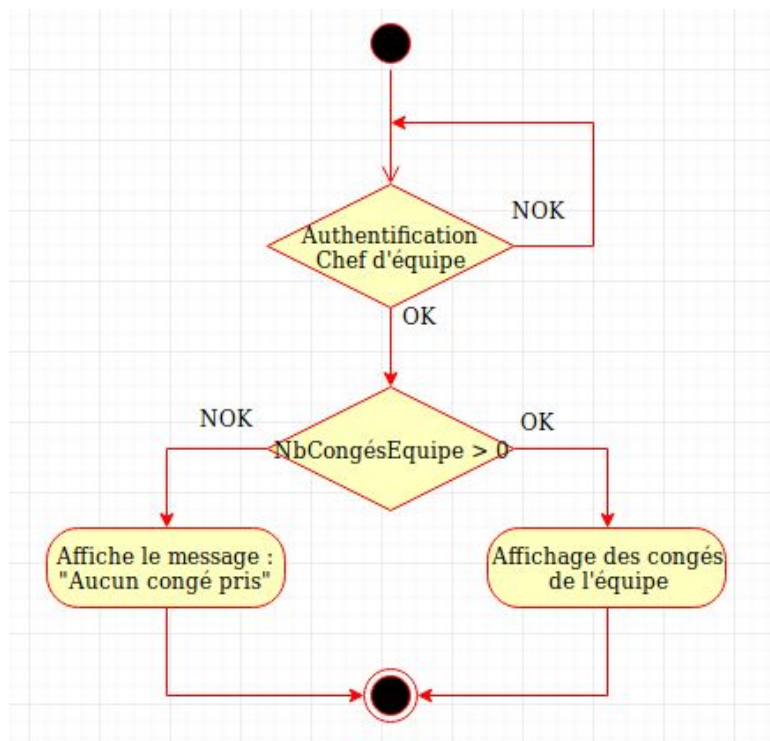 NOK
Authentification
Chef d'équipe
OK
NOK
OK
NbCongésEquipe > 0
Affiche le message :
"Aucun congé pris"
Affichage des congés
de l'équipe